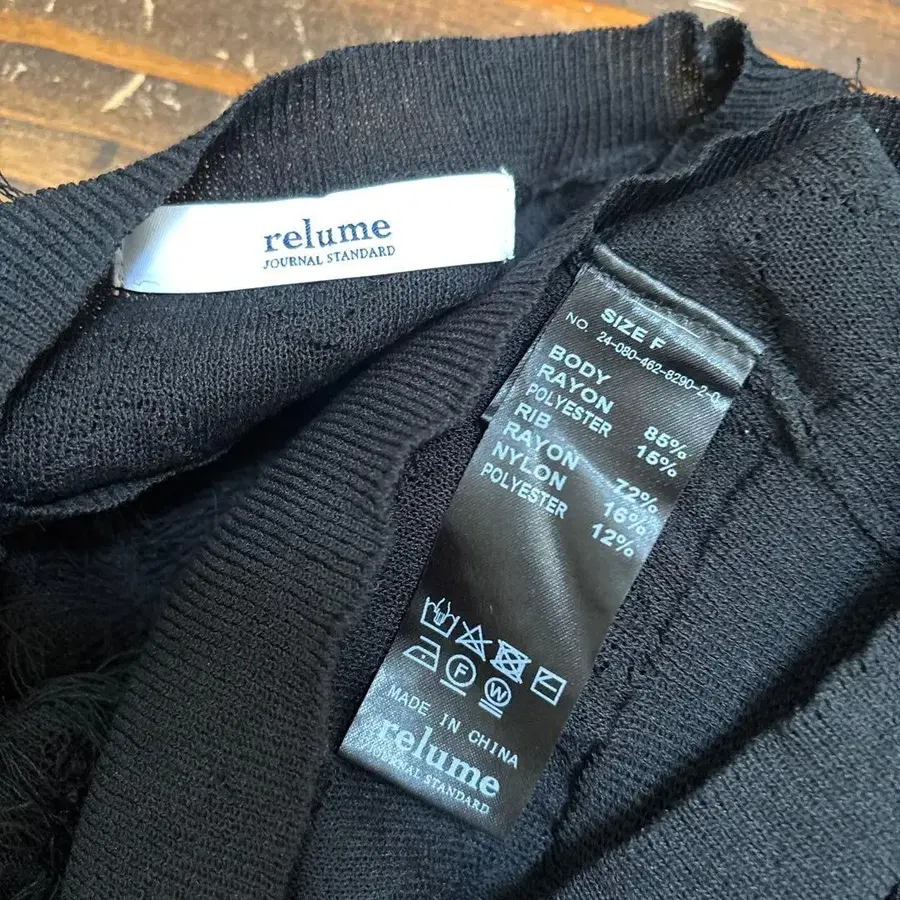 relume
JOURNAL STANDARD
SIZE F
NO. 24-080-462-8290-2-0
BODY
RAYON 85%
POLYESTER 15%
RIB
RAYON 72%
NYLON 16%
POLYESTER 12%
F
W
MADE IN CHINA
relume
JOURNAL STANDARD